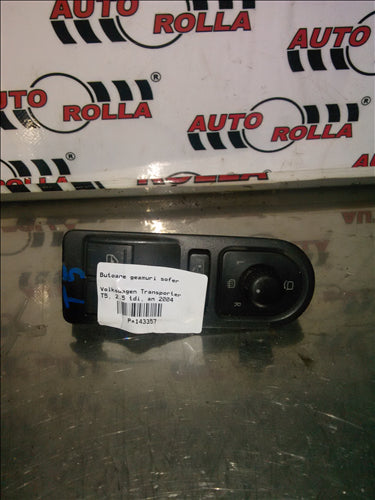 AUTO
ROLLA
®
AUTO
AUTO
ROLLA
®
AUTO
ROLLA
®
AUTO
Butoane geamuri sofer
Volkswagen Transporter
T5, 2.5 tdi, an 2004
P*143357
T5
L
R